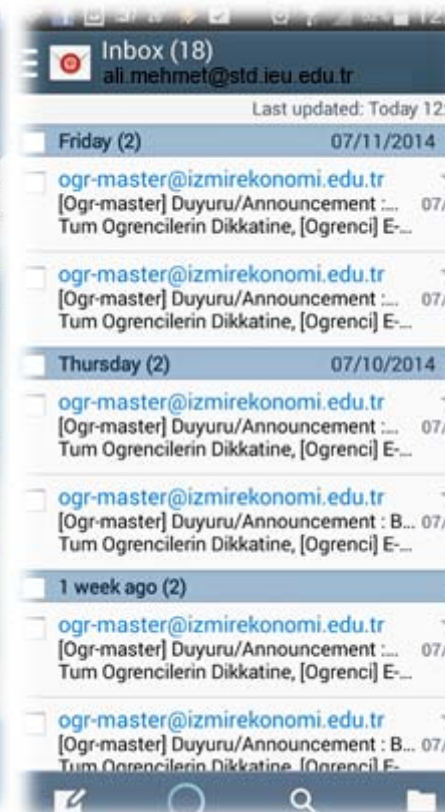 Inbox (18)
ali.mehmet@std.ieu.edu.tr
Last updated: Today 12:
Friday (2) 07/11/2014
ogr-master@izmirekonomi.edu.tr
[Ogr-master] Duyuru/Announcement :... 07/
Tum Ogrencilerin Dikkatine, [Ogrenci] E-...
ogr-master@izmirekonomi.edu.tr
[Ogr-master] Duyuru/Announcement :... 07/
Tum Ogrencilerin Dikkatine, [Ogrenci] E-...
Thursday (2) 07/10/2014
ogr-master@izmirekonomi.edu.tr
[Ogr-master] Duyuru/Announcement :... 07/
Tum Ogrencilerin Dikkatine, [Ogrenci] E-...
ogr-master@izmirekonomi.edu.tr
[Ogr-master] Duyuru/Announcement : B... 07/
Tum Ogrencilerin Dikkatine, [Ogrenci] E-...
1 week ago (2)
ogr-master@izmirekonomi.edu.tr
[Ogr-master] Duyuru/Announcement :... 07/
Tum Ogrencilerin Dikkatine, [Ogrenci] E-...
ogr-master@izmirekonomi.edu.tr
[Ogr-master] Duyuru/Announcement : B... 07/
Tum Ogrencilerin Dikkatine, [Ogrenci] E-...